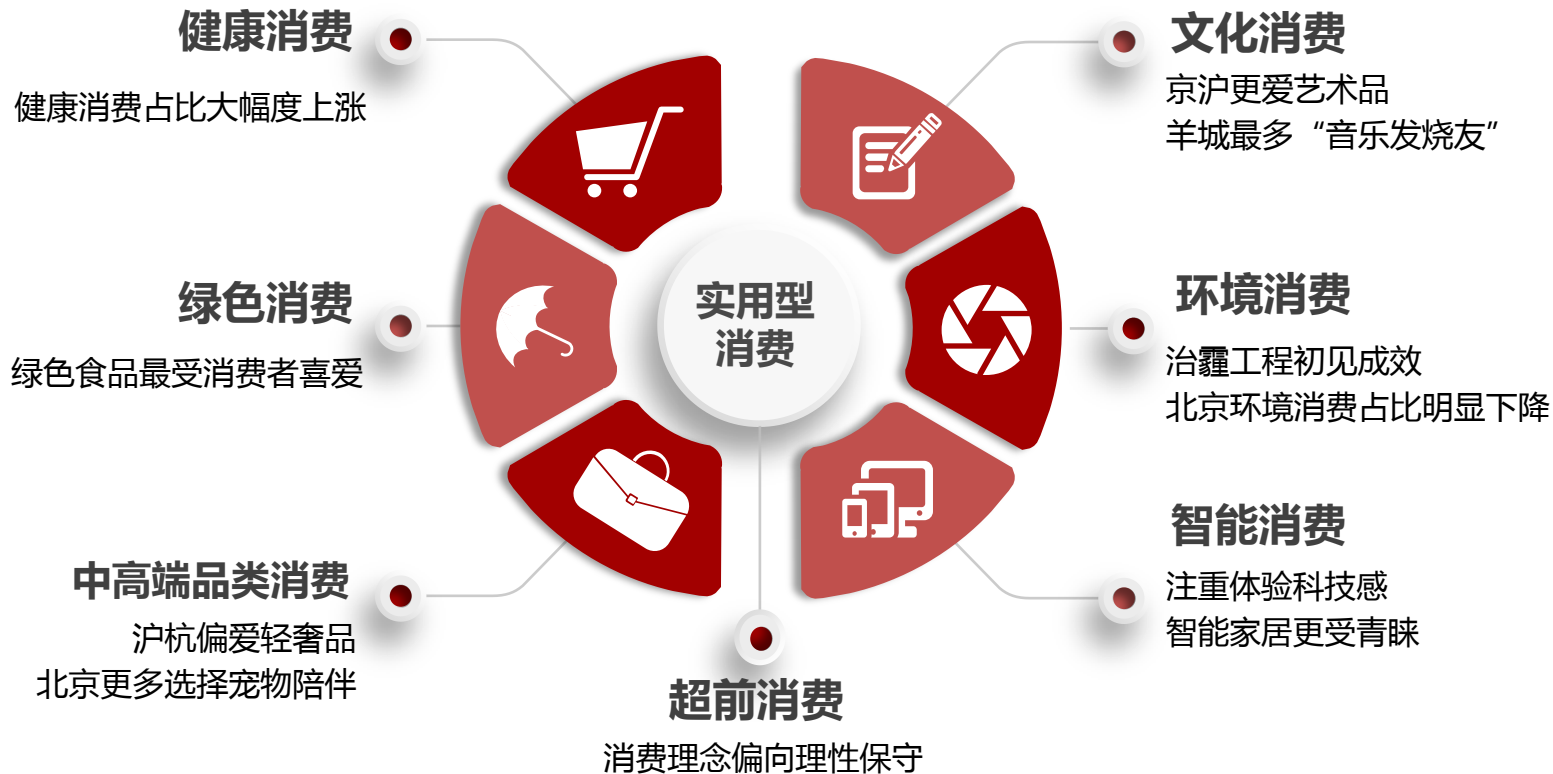 健康消费
健康消费占比大幅度上涨
绿色消费
绿色食品最受消费者喜爱
中高端品类消费
沪杭偏爱轻奢品
北京更多选择宠物陪伴
实用型
消费
超前消费
消费理念偏向理性保守
文化消费
京沪更爱艺术品
羊城最多“音乐发烧友”
环境消费
治霾工程初见成效
北京环境消费占比明显下降
智能消费
注重体验科技感
智能家居更受青睐